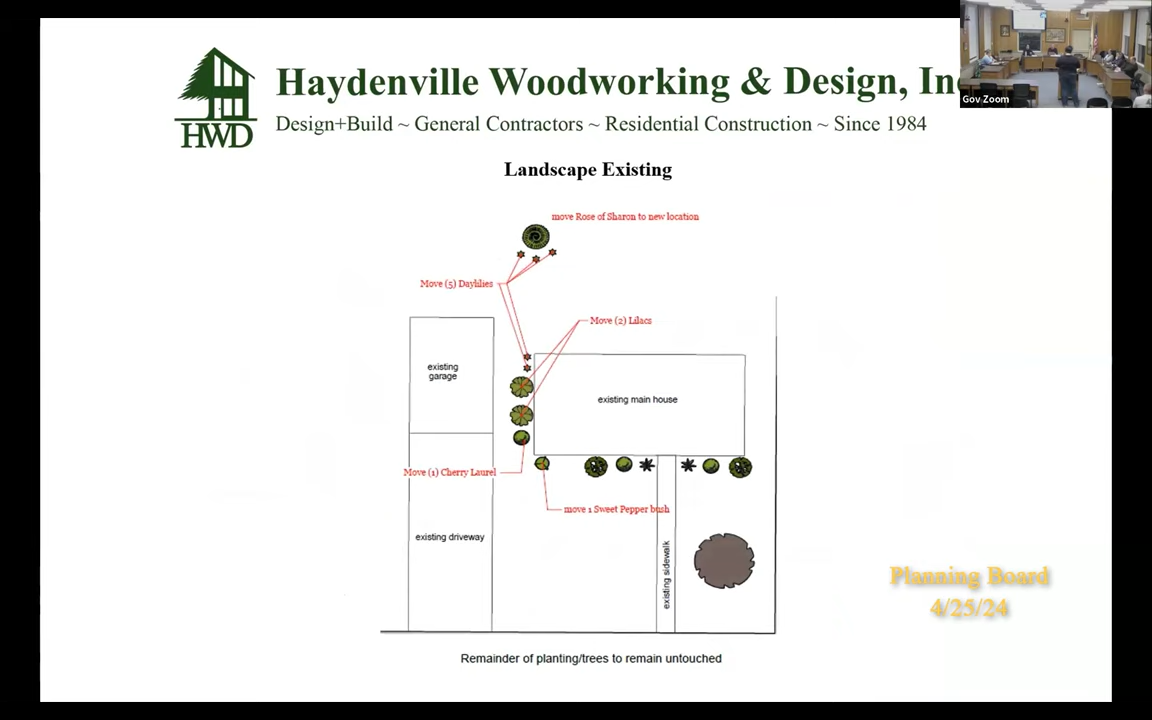 Haydenville Woodworking & Design, In
HWD
Design+Build ~ General Contractors ~ Residential Construction ~ Since 1984
Gov Zoom
Landscape Existing
move Rose of Sharon to new location
Move (5) Daylilies
Move (2) Lilacs
existing
garage
existing main house
Move (1) Cherry Laurel
move 1 Sweet Pepper bush
existing driveway
existing sidewalk
Planning Board
4/25/24
Remainder of planting/trees to remain untouched